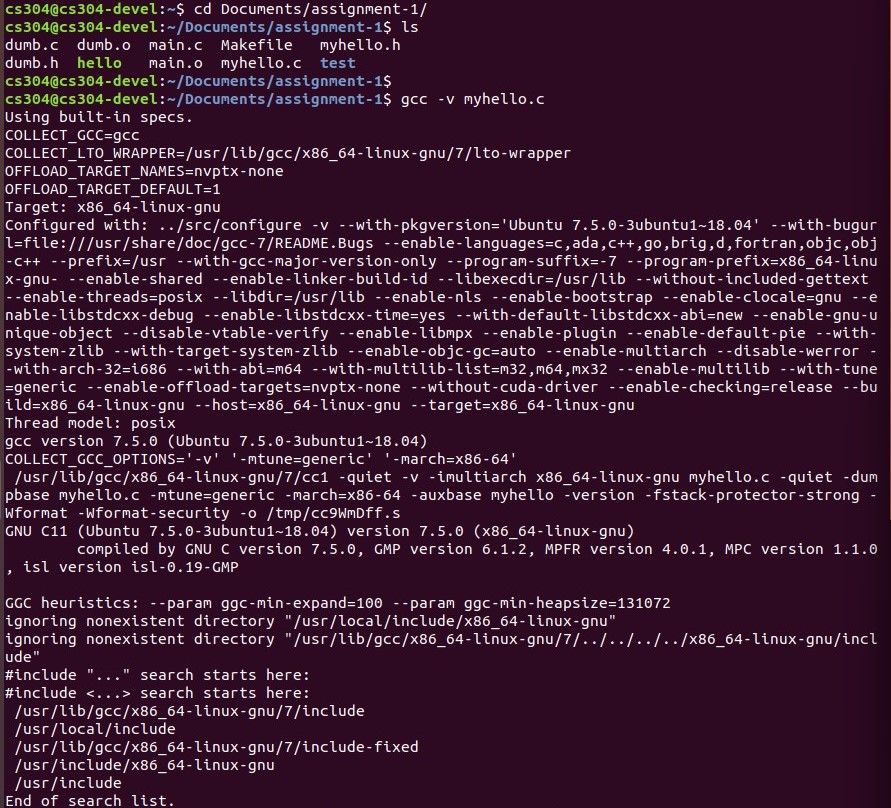 cs304@cs304-devel:~$ cd Documents/assignment-1/
cs304@cs304-devel:~/Documents/assignment-1$ ls
dumb.c  dumb.o  main.c  Makefile   myhello.h
dumb.h  hello   main.o  myhello.c  test
cs304@cs304-devel:~/Documents/assignment-1$
cs304@cs304-devel:~/Documents/assignment-1$ gcc -v myhello.c
Using built-in specs.
COLLECT_GCC=gcc
COLLECT_LTO_WRAPPER=/usr/lib/gcc/x86_64-linux-gnu/7/lto-wrapper
OFFLOAD_TARGET_NAMES=nvptx-none
OFFLOAD_TARGET_DEFAULT=1
Target: x86_64-linux-gnu
Configured with: ../src/configure -v --with-pkgversion='Ubuntu 7.5.0-3ubuntu1~18.04' --with-bugur
l=file:///usr/share/doc/gcc-7/README.Bugs --enable-languages=c,ada,c++,go,brig,d,fortran,objc,obj
-c++ --prefix=/usr --with-gcc-major-version-only --program-suffix=-7 --program-prefix=x86_64-linu
x-gnu- --enable-shared --enable-linker-build-id --libexecdir=/usr/lib --without-included-gettext
--enable-threads=posix --libdir=/usr/lib --enable-nls --enable-bootstrap --enable-clocale=gnu --e
nable-libstdcxx-debug --enable-libstdcxx-time=yes --with-default-libstdcxx-abi=new --enable-gnu-u
nique-object --disable-vtable-verify --enable-libmpx --enable-plugin --enable-default-pie --with-
system-zlib --with-target-system-zlib --enable-objc-gc=auto --enable-multiarch --disable-werror -
-with-arch-32=i686 --with-abi=m64 --with-multilib-list=m32,m64,mx32 --enable-multilib --with-tune
=generic --enable-offload-targets=nvptx-none --without-cuda-driver --enable-checking=release --bu
ild=x86_64-linux-gnu --host=x86_64-linux-gnu --target=x86_64-linux-gnu
Thread model: posix
gcc version 7.5.0 (Ubuntu 7.5.0-3ubuntu1~18.04)
COLLECT_GCC_OPTIONS='-v' '-mtune=generic' '-march=x86-64'
 /usr/lib/gcc/x86_64-linux-gnu/7/cc1 -quiet -v -imultiarch x86_64-linux-gnu myhello.c -quiet -dum
pbase myhello.c -mtune=generic -march=x86-64 -auxbase myhello -version -fstack-protector-strong -
Wformat -Wformat-security -o /tmp/cc9WmDff.s
GNU C11 (Ubuntu 7.5.0-3ubuntu1~18.04) version 7.5.0 (x86_64-linux-gnu)
        compiled by GNU C version 7.5.0, GMP version 6.1.2, MPFR version 4.0.1, MPC version 1.1.0
, isl version isl-0.19-GMP

GGC heuristics: --param ggc-min-expand=100 --param ggc-min-heapsize=131072
ignoring nonexistent directory "/usr/local/include/x86_64-linux-gnu"
ignoring nonexistent directory "/usr/lib/gcc/x86_64-linux-gnu/7/../../../../x86_64-linux-gnu/incl
ude"
#include "..." search starts here:
#include <...> search starts here:
 /usr/lib/gcc/x86_64-linux-gnu/7/include
 /usr/local/include
 /usr/lib/gcc/x86_64-linux-gnu/7/include-fixed
 /usr/include/x86_64-linux-gnu
 /usr/include
End of search list.